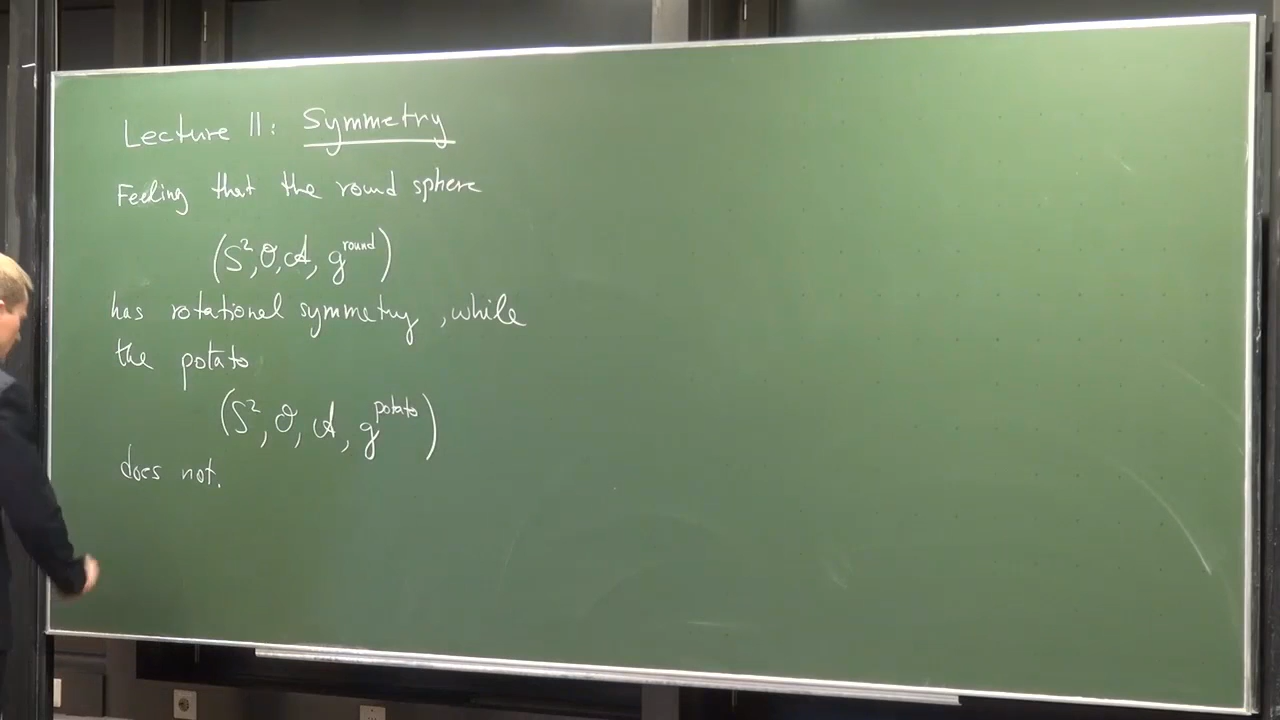 Lecture 11: Symmetry
Feeling that the round sphere
(S², O, A, g^round)
has rotational symmetry, while
the potato
(S², O, A, g^potato)
does not.